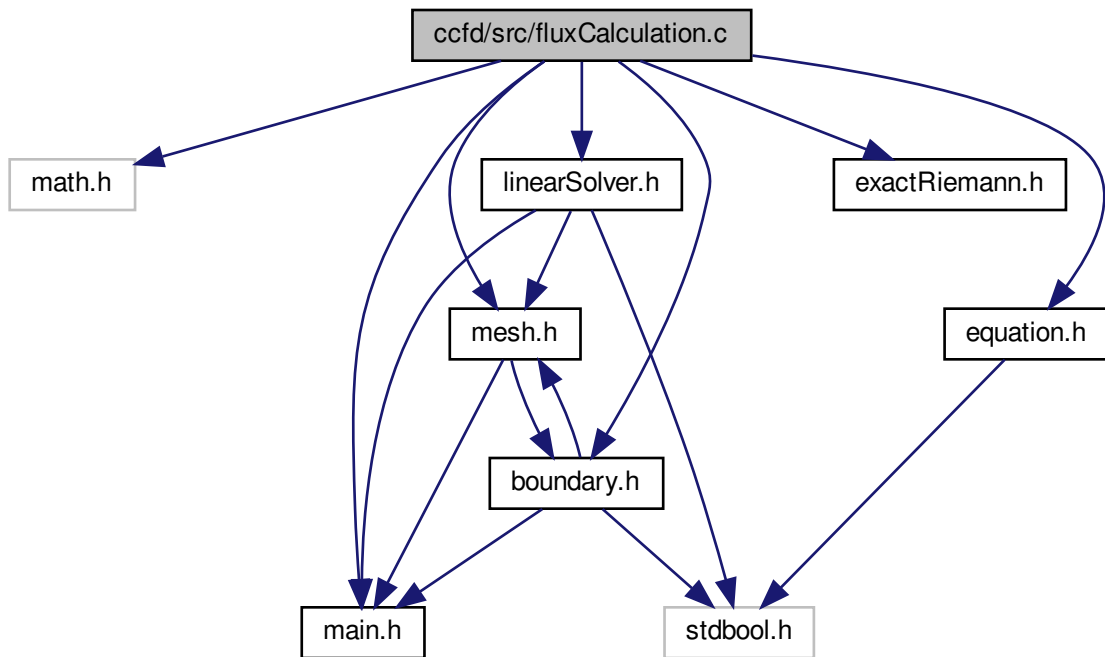 ccfd/src/fluxCalculation.c
math.h
linearSolver.h
exactRiemann.h
mesh.h
equation.h
boundary.h
main.h
stdbool.h